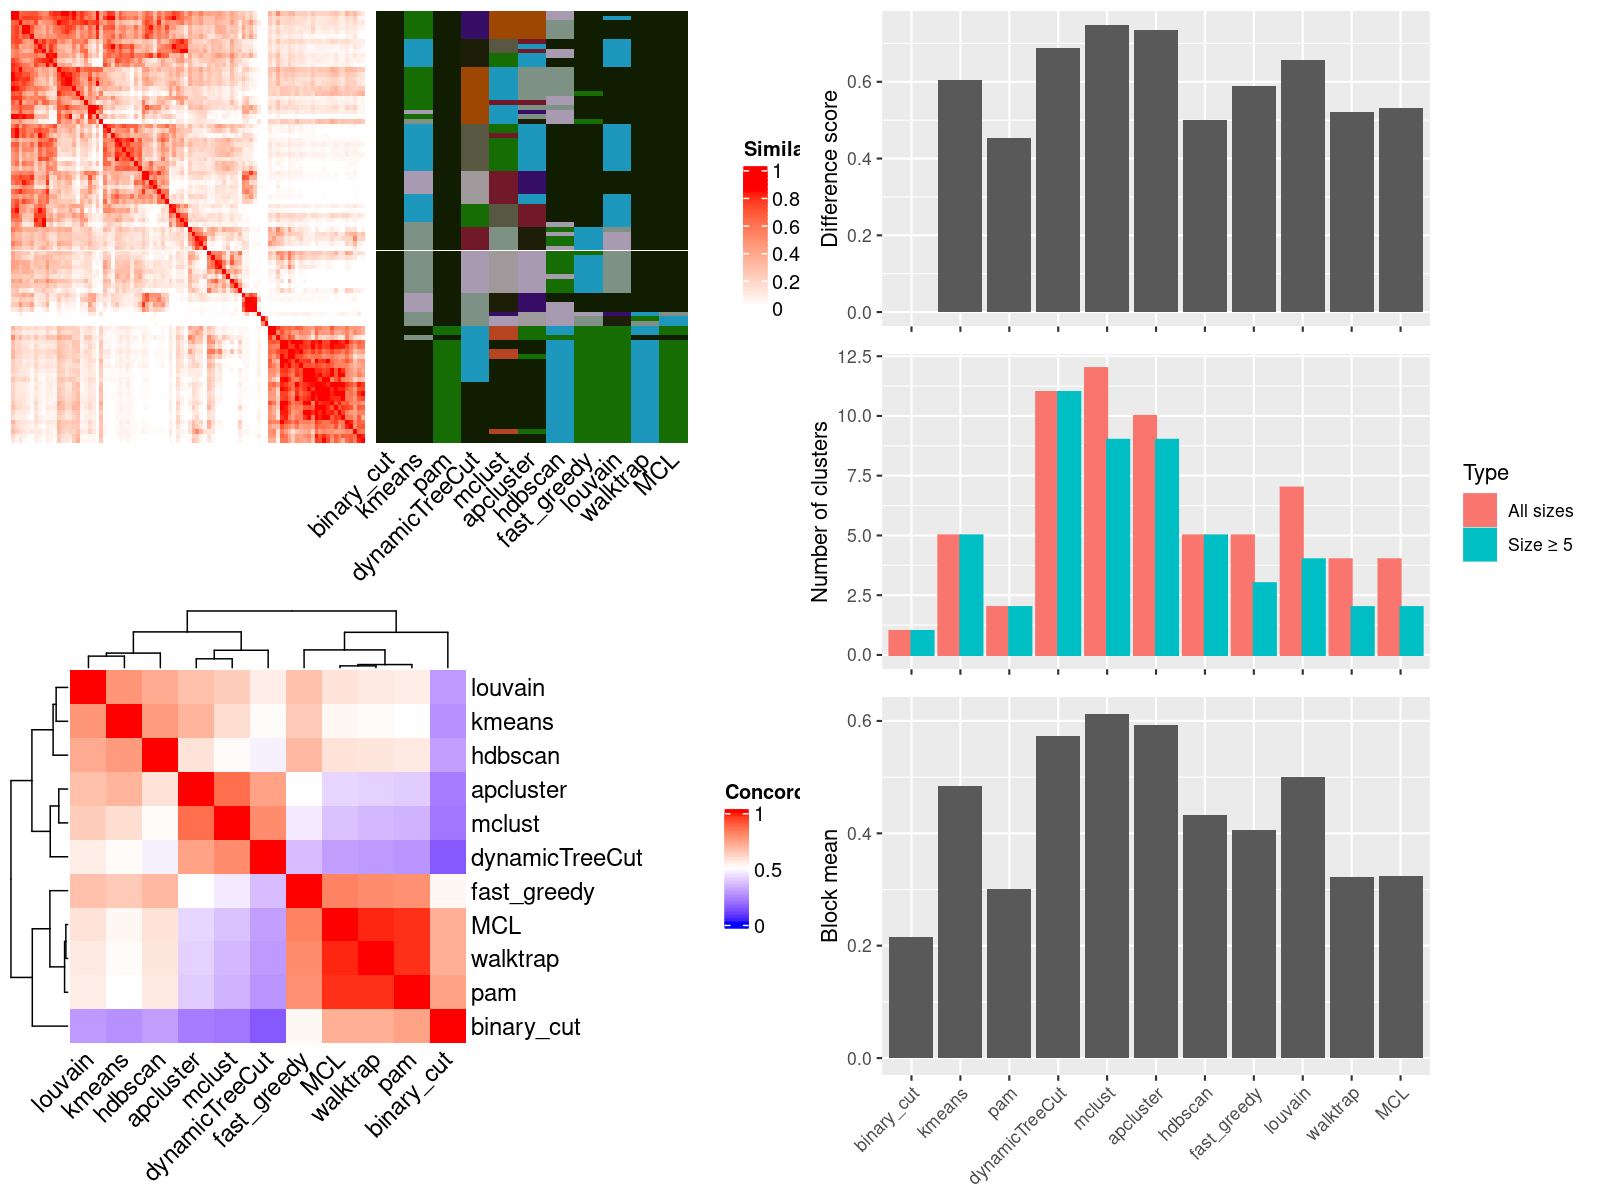 binary_cut
kmeans
pam
dynamicTreeCut
mclust
apcluster
hdbscan
fast_greedy
louvain
walktrap
MCL
Simila
1
0.8
0.6
0.4
0.2
0
louvain
kmeans
hdbscan
apcluster
mclust
dynamicTreeCut
fast_greedy
MCL
walktrap
pam
binary_cut
louvain
kmeans
hdbscan
apcluster
mclust
dynamicTreeCut
fast_greedy
MCL
walktrap
pam
binary_cut
Concord
1
0.5
0
Difference score
0.6
0.4
0.2
0.0
Number of clusters
12.5
10.0
7.5
5.0
2.5
0.0
Type
All sizes
Size ≥ 5
Block mean
0.6
0.4
0.2
0.0
binary_cut
kmeans
pam
dynamicTreeCut
mclust
apcluster
hdbscan
fast_greedy
louvain
walktrap
MCL